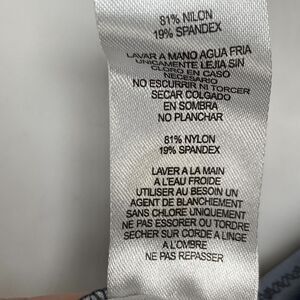 81% NILON
19% SPANDEX
LAVAR A MANO AGUA FRIA
UNICAMENTE LEJIA SIN
CLORO EN CASO
NECESARIO
NO ESCURRIR NI TORCER
SECAR COLGADO
EN SOMBRA
NO PLANCHAR
81% NYLON
19% SPANDEX
LAVER A LA MAIN
A L'EAU FROIDE
UTILISER AU BESOIN UN
AGENT DE BLANCHIEMENT
SANS CHLORE UNIQUEMENT
NE PAS ESSORER OU TORDRE
SECHER SUR CORDE A LINGE
A L'OMBRE
NE PAS REPASSER